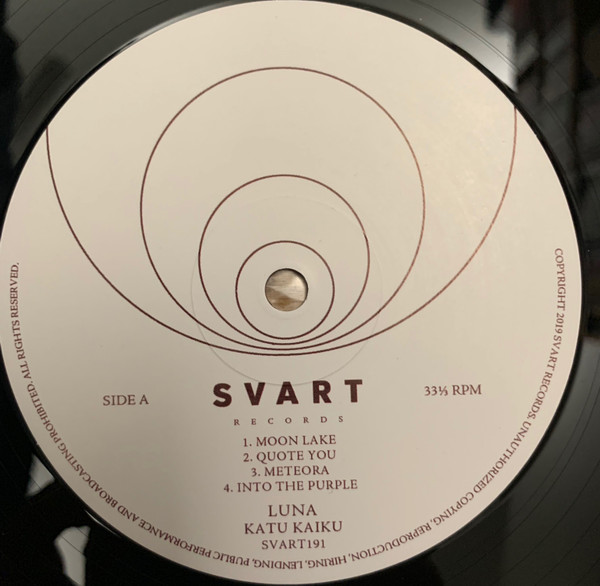 SIDE A
SVART
RECORDS
33⅓ RPM
1. MOON LAKE
2. QUOTE YOU
3. METEORA
4. INTO THE PURPLE
LUNA
KATU KAIKU
SVART191
COPYRIGHT 2019 SVART RECORDS. UNAUTHORIZED COPYING, REPRODUCTION, HIRING, LENDING, PUBLIC PERFORMANCE AND BROADCASTING PROHIBITED. ALL RIGHTS RESERVED.